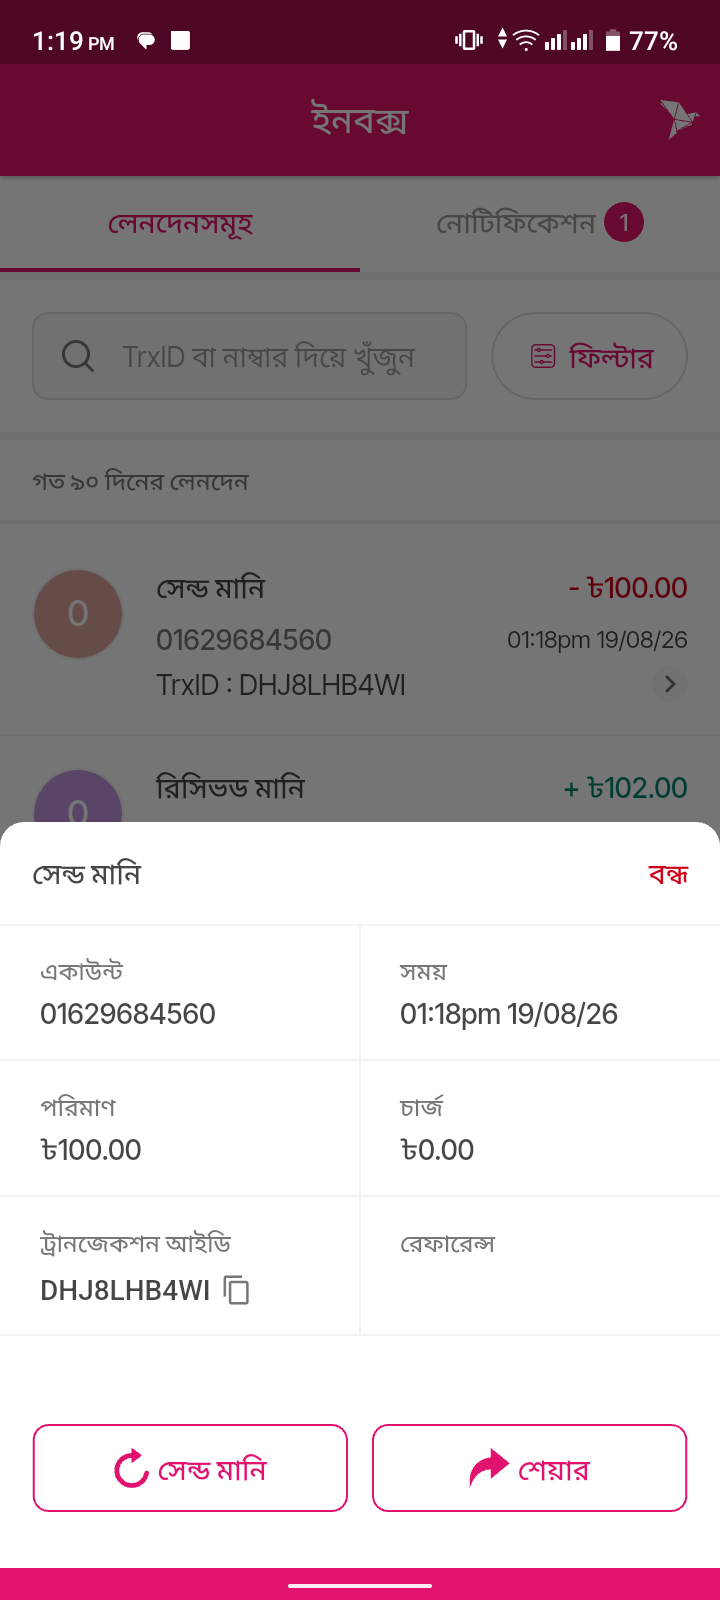 1:19 PM 77%
ইনবক্স
লেনদেনসমূহ নোটিফিকেশন 1
TrxID বা নাম্বার দিয়ে খুঁজুন ফিল্টার
গত ৯০ দিনের লেনদেন
0 সেন্ড মানি - ৳100.00
01629684560 01:18pm 19/08/26
TrxID : DHJ8LHB4WI
0 রিসিভড মানি + ৳102.00
সেন্ড মানি বন্ধ
একাউন্ট সময়
01629684560 01:18pm 19/08/26
পরিমাণ চার্জ
৳100.00 ৳0.00
ট্রানজেকশন আইডি রেফারেন্স
DHJ8LHB4WI
সেন্ড মানি শেয়ার